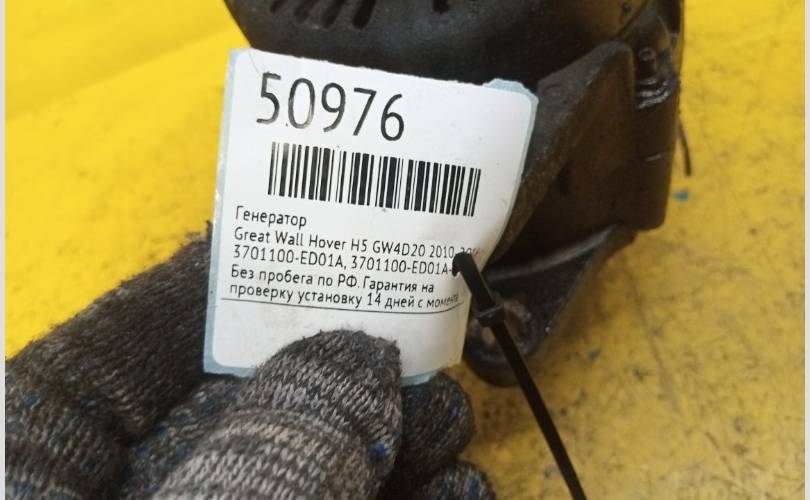 50976
Генератор
Great Wall Hover H5 GW4D20 2010
3701100-ED01A, 3701100-ED01A-
Без пробега по РФ. Гарантия на
проверку установку 14 дней с момента